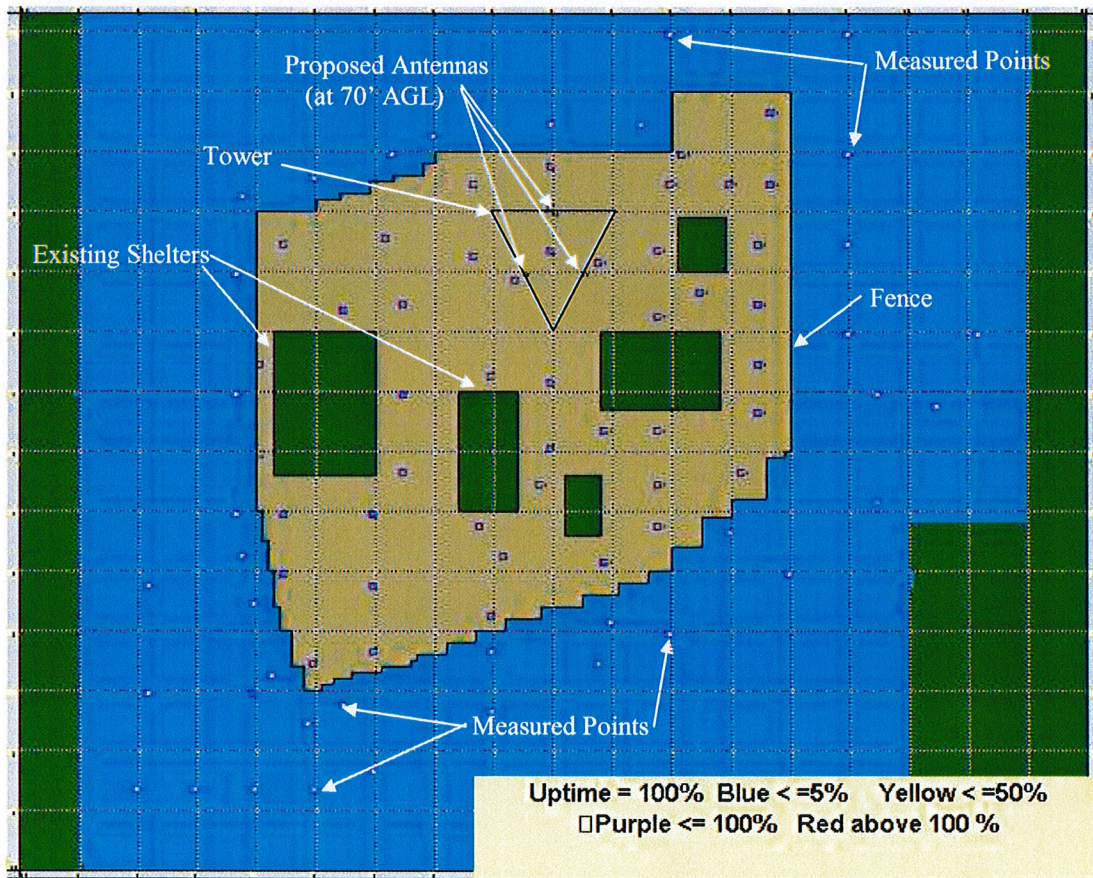 Proposed Antennas
(at 70' AGL)
Measured Points
Tower
Existing Shelters
Fence
Measured Points
Uptime = 100% Blue < =5% Yellow < =50%
□Purple <= 100% Red above 100 %